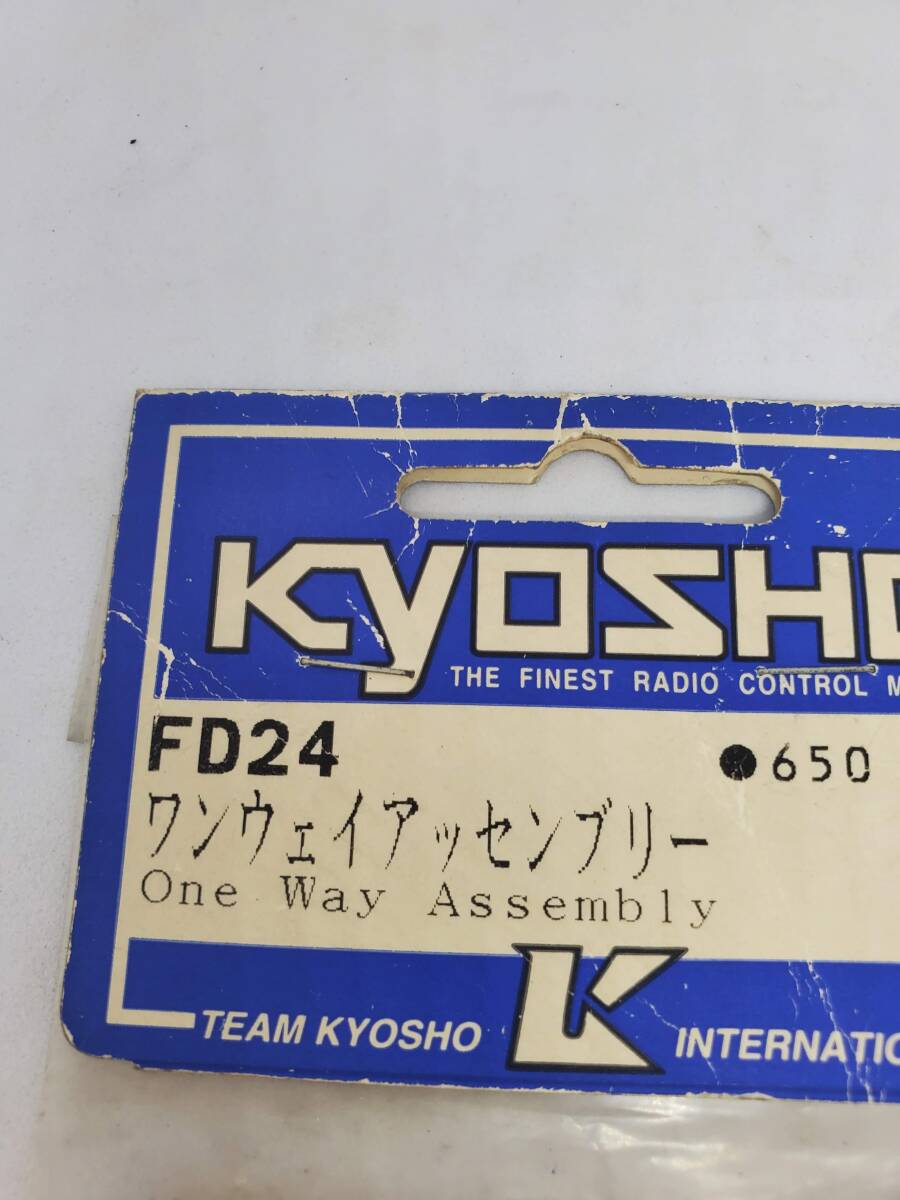 KYOSHO
THE FINEST RADIO CONTROL M
FD24 ●650
ワンウェイアッセンブリー
One Way Assembly
TEAM KYOSHO K INTERNATIO